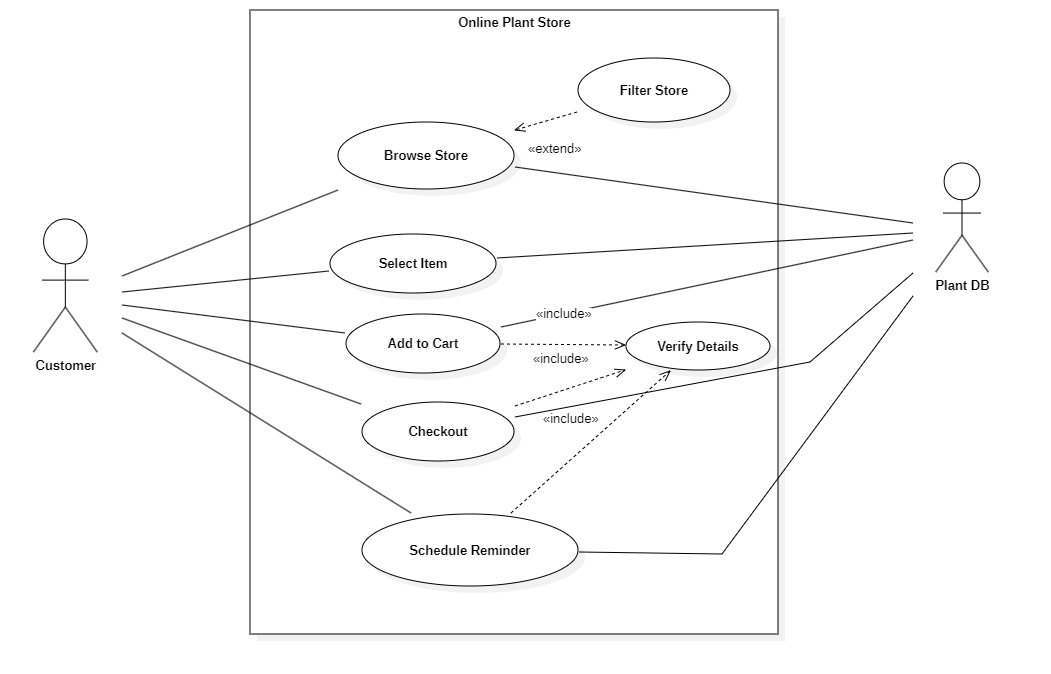 Online Plant Store
Filter Store
«extend»
Browse Store
Select Item
Customer
Plant DB
«include»
Add to Cart
Verify Details
«include»
«include»
Checkout
Schedule Reminder